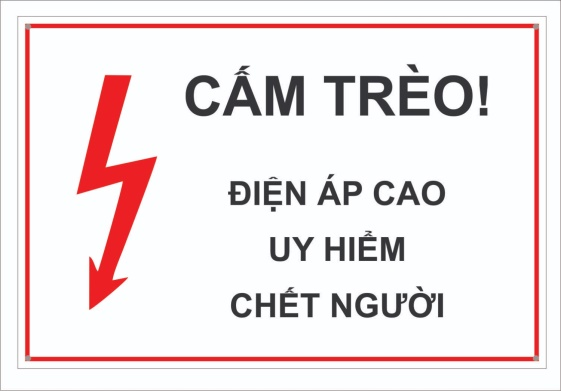 CẤM TRÈO!
ĐIỆN ÁP CAO
UY HIỂM
CHẾT NGƯỜI